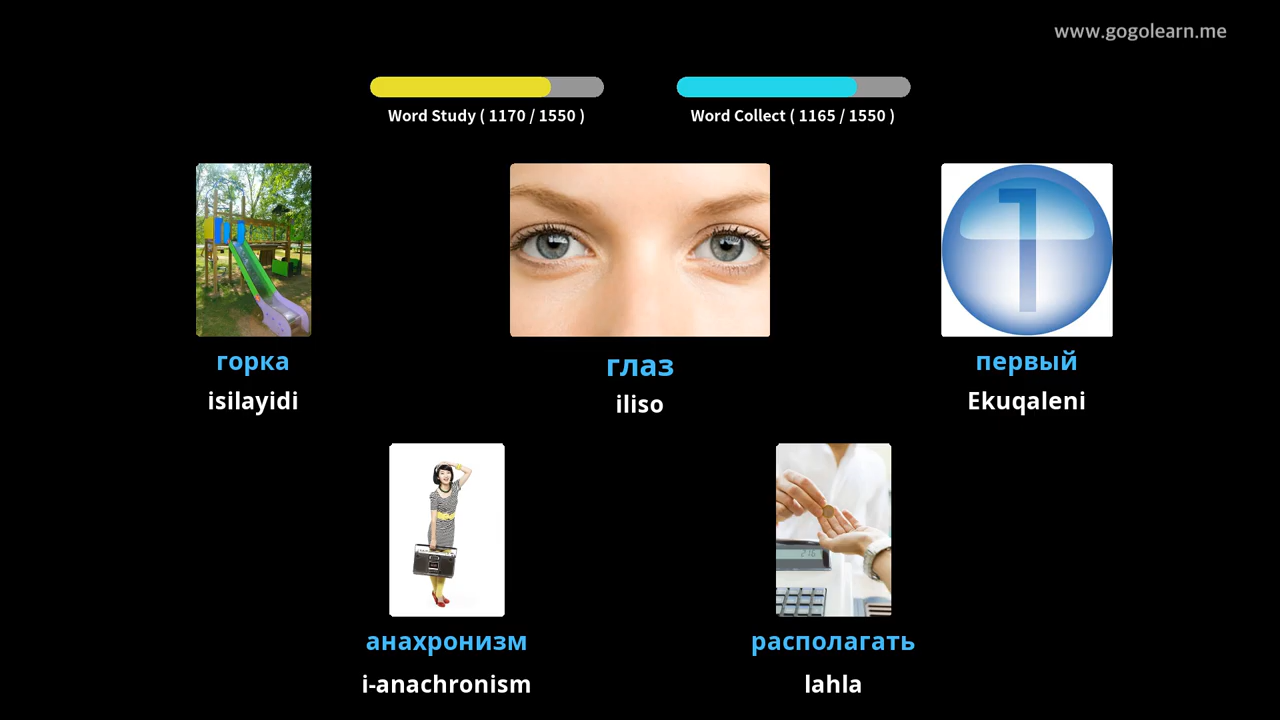 www.gogolearn.me
Word Study ( 1170 / 1550 )
Word Collect ( 1165 / 1550 )
1
горка
глаз
первый
isilayidi
iliso
Ekuqaleni
анахронизм
располагать
i-anachronism
lahla